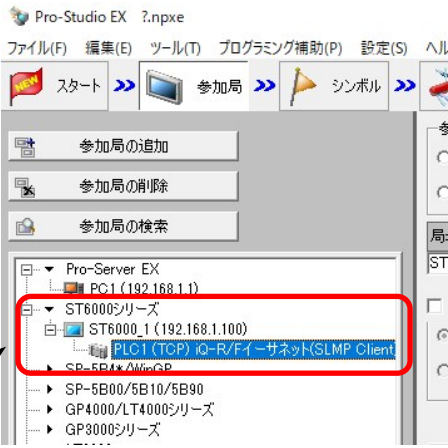 Pro-Studio EX ?.npxe
ファイル(F) 編集(E) ツール(T) プログラミング補助(P) 設定(S) ヘル
NEW スタート 参加局 シンボル
参加局の追加
参加局の削除
参加局の検索
局:
ST
Pro-Server EX
PC1 (192.168.1.1)
ST6000シリーズ
ST6000_1 (192.168.1.100)
PLC1 (TCP) iQ-R/Fイーサネット(SLMP Client
SP-5B4*/WinGP
SP-5B00/5B10/5B90
GP4000/LT4000シリーズ
GP3000シリーズ